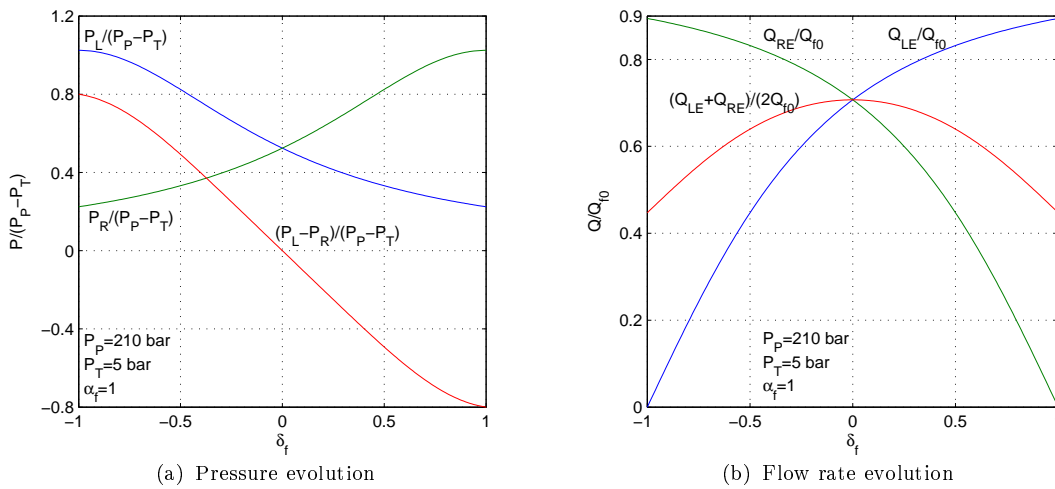 1.2
0.8
0.4
0
−0.4
−0.8
P/(P_P−P_T)
P_L/(P_P−P_T)
P_R/(P_P−P_T)
(P_L−P_R)/(P_P−P_T)
P_P=210 bar
P_T=5 bar
α_f=1
−1 −0.5 0 0.5 1
δ_f
(a) Pressure evolution
0.9
0.8
0.6
0.4
0.2
0
Q/Q_f0
Q_RE/Q_f0
Q_LE/Q_f0
(Q_LE+Q_RE)/(2Q_f0)
P_P=210 bar
P_T=5 bar
α_f=1
−1 −0.5 0 0.5 1
δ_f
(b) Flow rate evolution